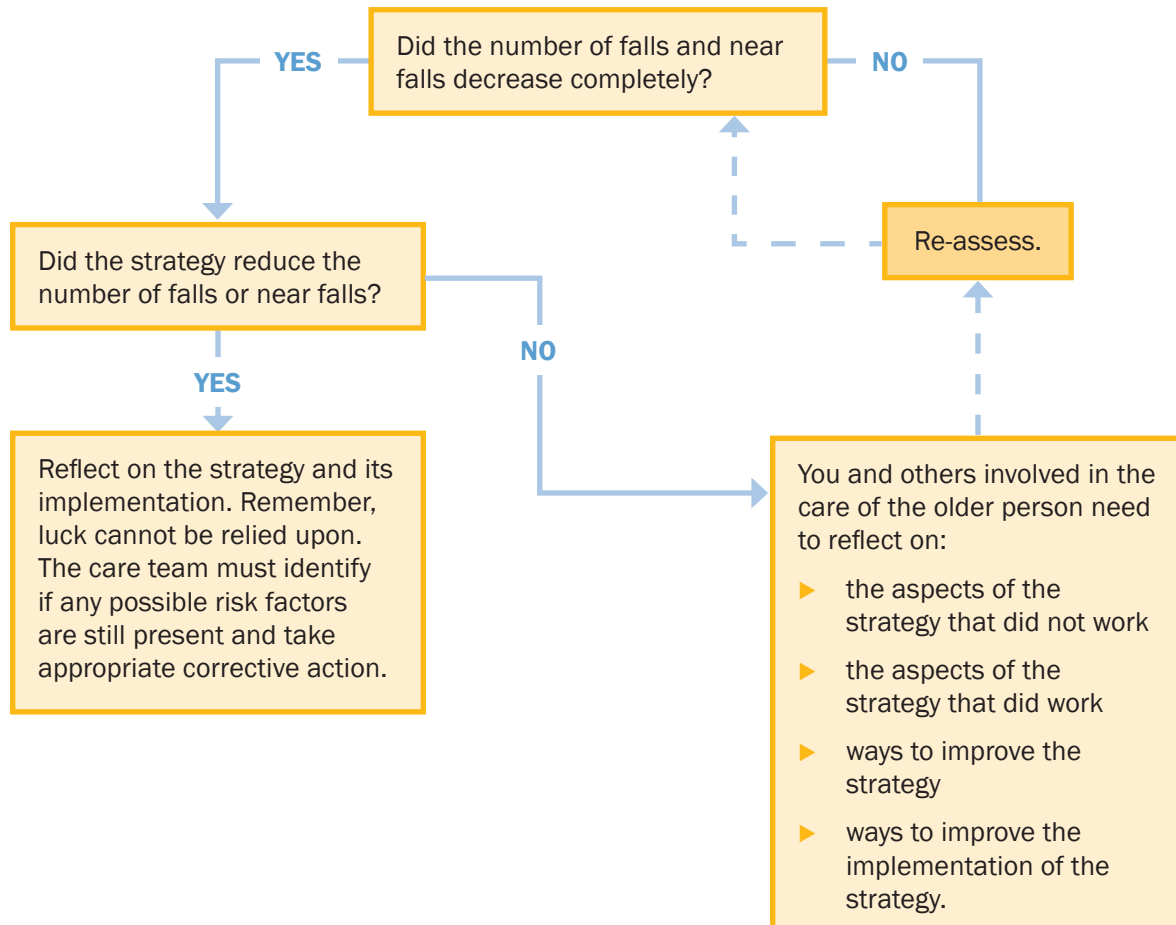 Did the number of falls and near
falls decrease completely?
YES
NO
Re-assess.
Did the strategy reduce the
number of falls or near falls?
NO
YES
Reflect on the strategy and its
implementation. Remember,
luck cannot be relied upon.
The care team must identify
if any possible risk factors
are still present and take
appropriate corrective action.
You and others involved in the
care of the older person need
to reflect on:
the aspects of the
strategy that did not work
the aspects of the
strategy that did work
ways to improve the
strategy
ways to improve the
implementation of the
strategy.